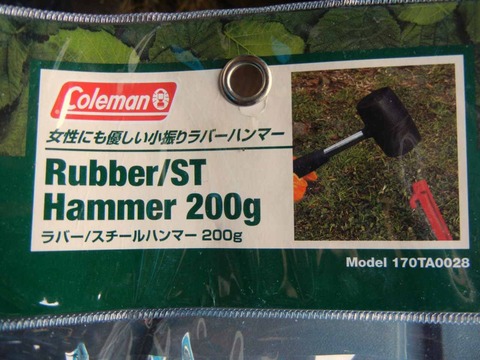 Coleman
女性にも優しい小振りラバーハンマー
Rubber/ST
Hammer 200g
ラバー/スチールハンマー 200g
Model 170TA0028